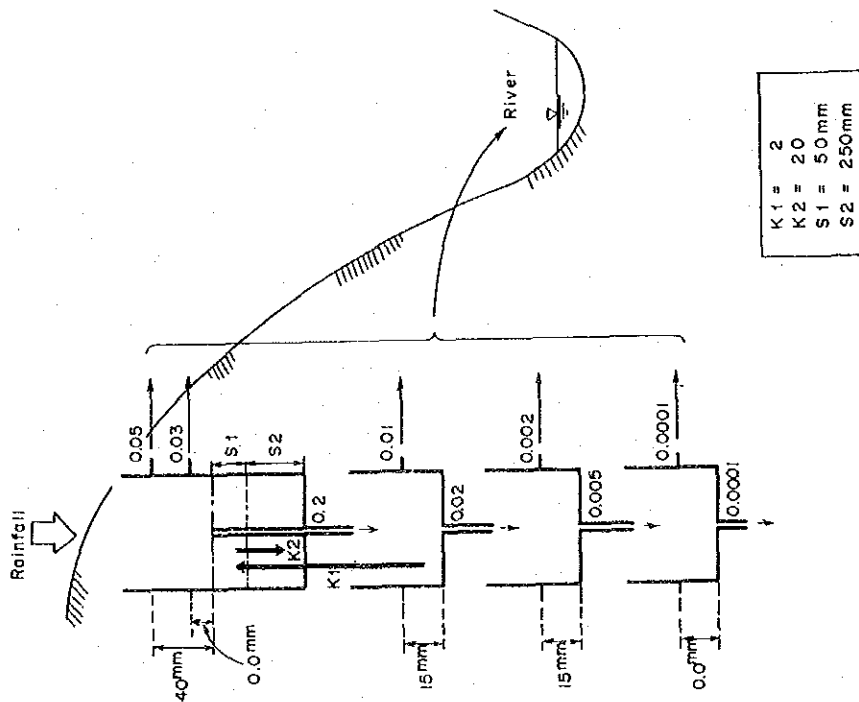 Rainfall
0.05
0.03
S1
S2
0.2
K2
K1
40mm
0.0mm
0.01
0.02
15mm
0.002
0.005
15mm
0.0001
0.0001
0.0mm
River
K1 = 2
K2 = 20
S1 = 50mm
S2 = 250mm